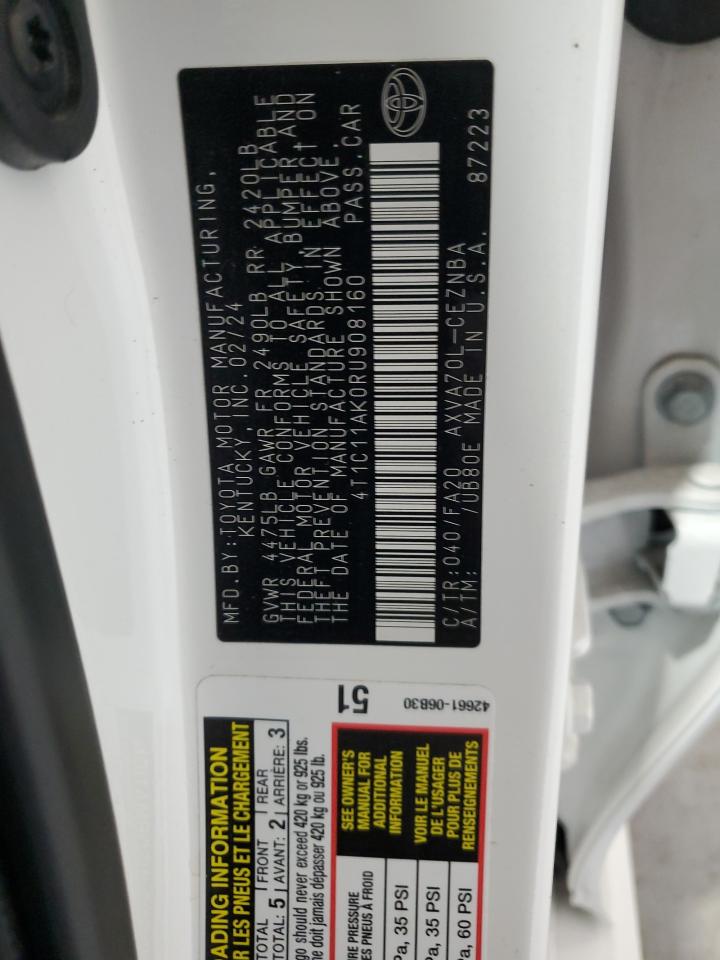 MFD.BY:TOYOTA MOTOR MANUFACTURING,
KENTUCKY, INC. 02/24
GVWR 4475LB GAWR FR 2490LB RR 2420LB
THIS VEHICLE CONFORMS TO ALL APPLICABLE
FEDERAL MOTOR VEHICLE SAFETY, BUMPER AND
THEFT PREVENTION STANDARDS IN EFFECT ON
THE DATE OF MANUFACTURE SHOWN ABOVE.
4T1C11AK0RU908160 PASS.CAR
C/TR:040/FA20 AXVA70L-CEZNBA
A/TM: /UB80E MADE IN U.S.A. 87223
51
42661-06B30
ADING INFORMATION
R LES PNEUS ET LE CHARGEMENT
TOTAL FRONT REAR
TOTAL: 5 AVANT: 2 ARRIÈRE: 3
go should never exceed 420 kg or 925 lbs.
ne doit jamais dépasser 420 kg ou 925 lb.
SEE OWNER'S
MANUAL FOR
ADDITIONAL
INFORMATION
VOIR LE MANUEL
DE L'USAGER
POUR PLUS DE
RENSEIGNEMENTS
RE PRESSURE
ES PNEUS À FROID
Pa, 35 PSI
Pa, 35 PSI
Pa, 60 PSI